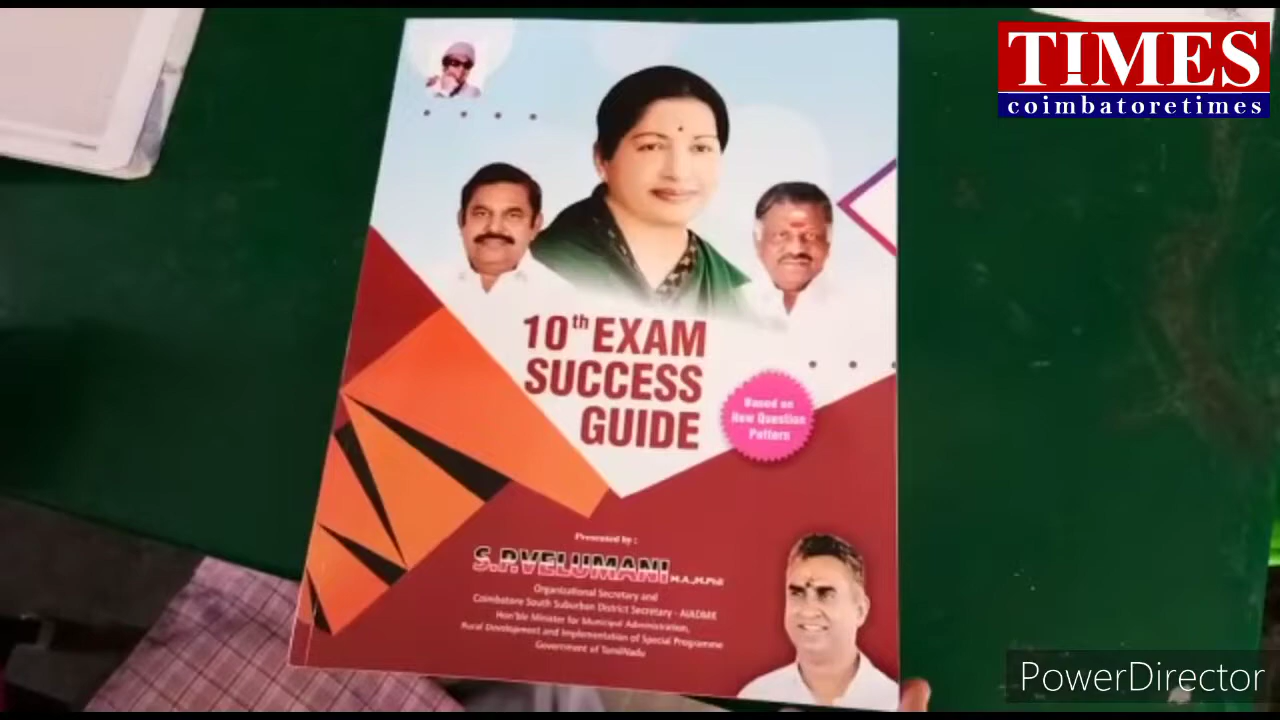 TIMES
coimbatoretimes
10th EXAM
SUCCESS
GUIDE
Based on
New Question
Pattern
Presented by :
S.P.VELUMANI M.A.,M.Phil
Organizational Secretary and
Coimbatore South Suburban District Secretary - AIADMK
Hon'ble Minister for Municipal Administration,
Rural Development and Implementation of Special Programme
Government of TamilNadu
PowerDirector